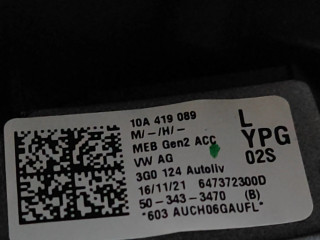 10A 419 089
M/-/H/-
MEB Gen2 ACC
VW AG
3G0 124 Autoliv
16/11/21 647372300D
50-343-3470 (B)
"603 AUCH06GAUFL"
L
YPG
02S